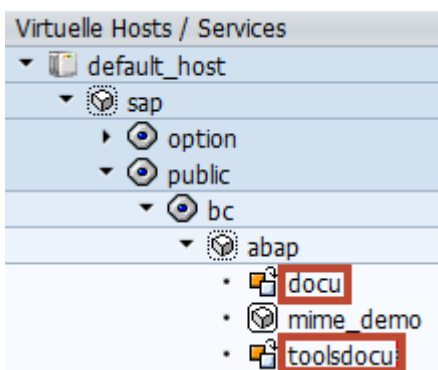 Virtuelle Hosts / Services
default_host
sap
option
public
bc
abap
docu
mime_demo
toolsdocu